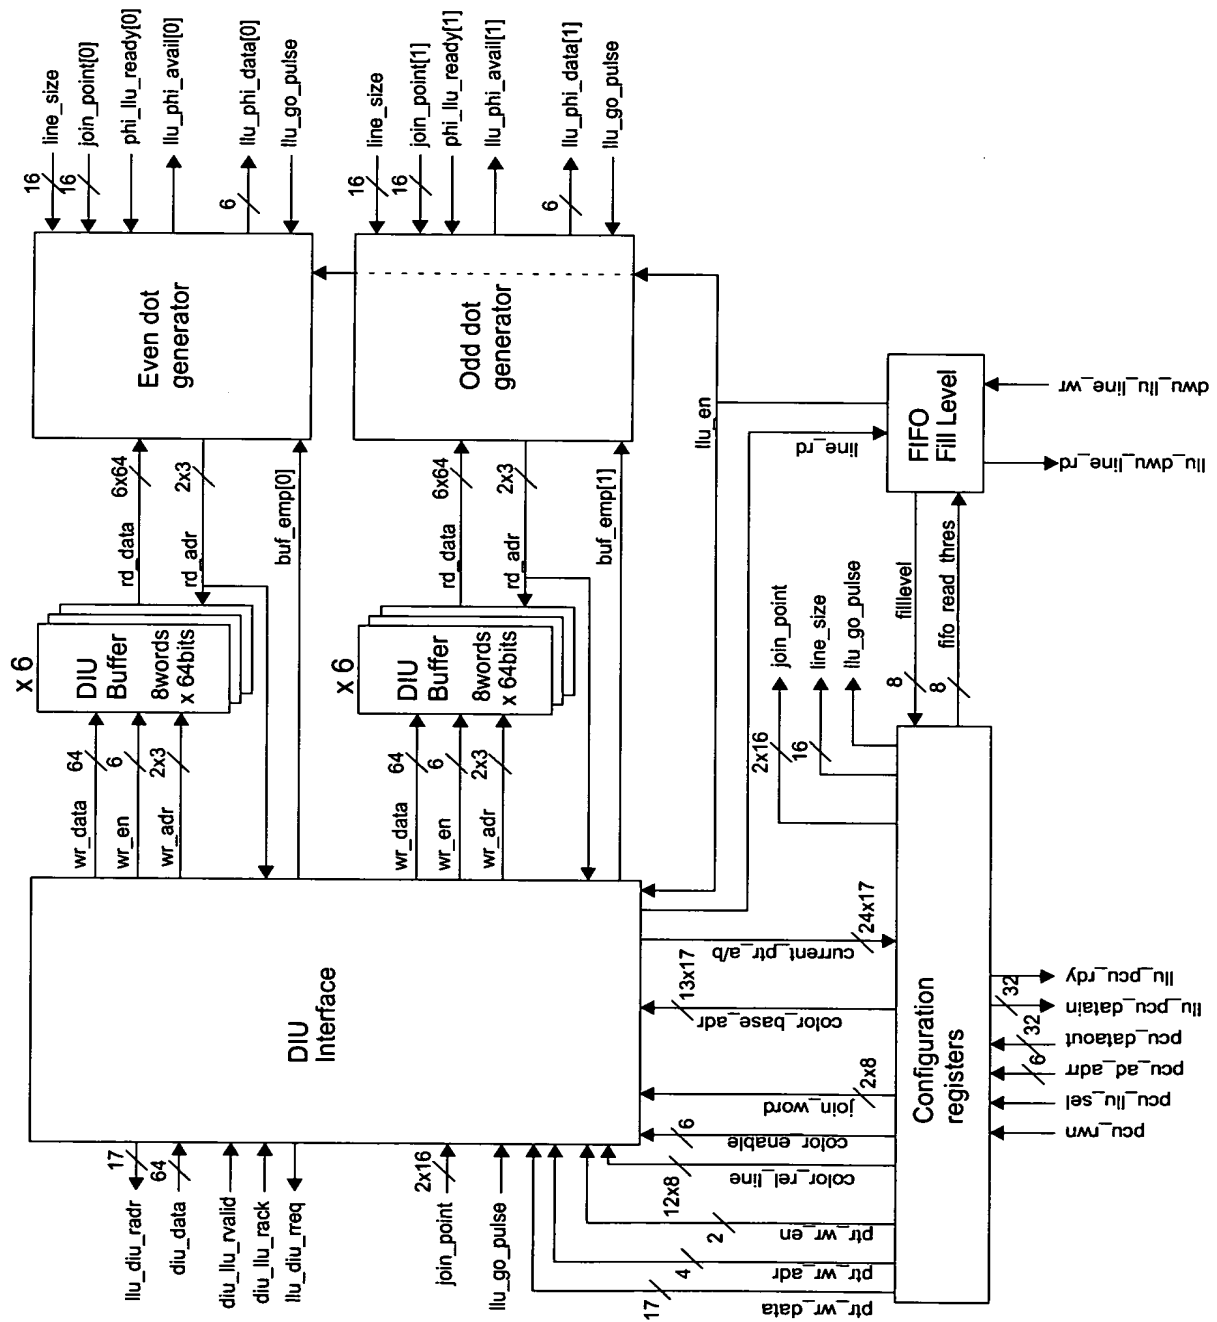 llu_diu_radr
17
diu_data
64
diu_llu_rvalid
diu_llu_rack
llu_diu_rreq
join_point
2x16
llu_go_pulse
DIU
Interface
wr_data
64
wr_en
6
wr_adr
2x3
x 6
DIU
Buffer
8words
x 64bits
rd_data
6x64
rd_adr
2x3
buf_emp[0]
Even dot
generator
16
line_size
16
join_point[0]
phi_llu_ready[0]
llu_phi_avail[0]
6
llu_phi_data[0]
llu_go_pulse
wr_data
64
wr_en
6
wr_adr
2x3
x 6
DIU
Buffer
8words
x 64bits
rd_data
6x64
rd_adr
2x3
buf_emp[1]
Odd dot
generator
16
line_size
16
join_point[1]
phi_llu_ready[1]
llu_phi_avail[1]
6
llu_phi_data[1]
llu_go_pulse
llu_en
line_rd
FIFO
Fill Level
dwu_llu_line_wr
llu_dwu_line_rd
filllevel
8
fifo_read_thres
8
join_point
2x16
line_size
16
llu_go_pulse
current_ptr_a/b
24x17
color_base_adr
13x17
join_word
2x8
color_enable
6
color_rel_line
12x8
ptr_wr_en
2
ptr_wr_adr
4
ptr_wr_data
17
Configuration
registers
llu_pcu_rdy
llu_pcu_datain
32
pcu_dataout
32
pcu_ad_adrr
6
pcu_llu_sel
pcu_rwn